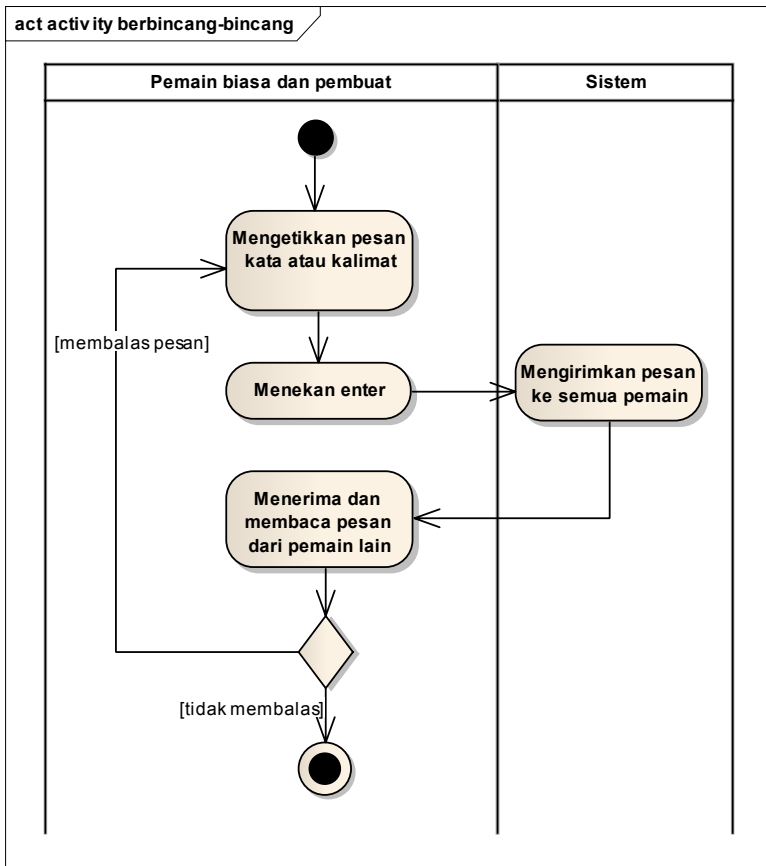 act activity berbincang-bincang
Pemain biasa dan pembuat
Sistem
Mengetikkan pesan
kata atau kalimat
[membalas pesan]
Menekan enter
Mengirimkan pesan
ke semua pemain
Menerima dan
membaca pesan
dari pemain lain
[tidak membalas]